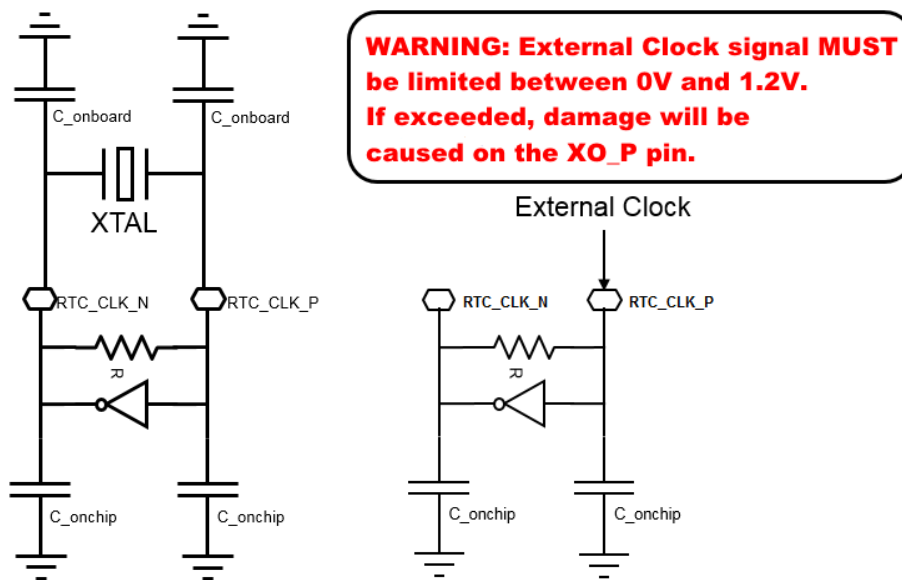 C_onboard
C_onboard
XTAL
RTC_CLK_N
RTC_CLK_P
R
C_onchip
C_onchip
WARNING: External Clock signal MUST
be limited between 0V and 1.2V.
If exceeded, damage will be
caused on the XO_P pin.
External Clock
RTC_CLK_N
RTC_CLK_P
R
C_onchip
C_onchip